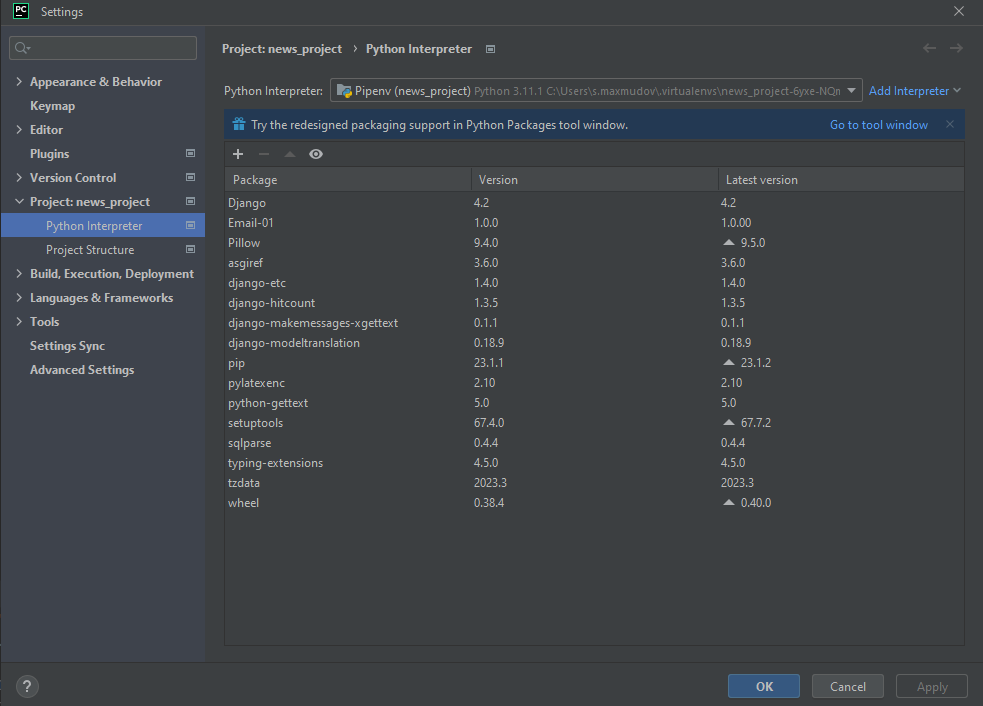 PC Settings
Project: news_project › Python Interpreter
Python Interpreter: Pipenv (news_project) Python 3.11.1 C:\Users\s.maxmudov\.virtualenvs\news_project-6yxe-NQn Add Interpreter
Try the redesigned packaging support in Python Packages tool window. Go to tool window
Appearance & Behavior
Keymap
Editor
Plugins
Version Control
Project: news_project
Python Interpreter
Project Structure
Build, Execution, Deployment
Languages & Frameworks
Tools
Settings Sync
Advanced Settings
Package Version Latest version
Django 4.2 4.2
Email-01 1.0.0 1.0.00
Pillow 9.4.0 9.5.0
asgiref 3.6.0 3.6.0
django-etc 1.4.0 1.4.0
django-hitcount 1.3.5 1.3.5
django-makemessages-xgettext 0.1.1 0.1.1
django-modeltranslation 0.18.9 0.18.9
pip 23.1.1 23.1.2
pylatexenc 2.10 2.10
python-gettext 5.0 5.0
setuptools 67.4.0 67.7.2
sqlparse 0.4.4 0.4.4
typing-extensions 4.5.0 4.5.0
tzdata 2023.3 2023.3
wheel 0.38.4 0.40.0
? OK Cancel Apply